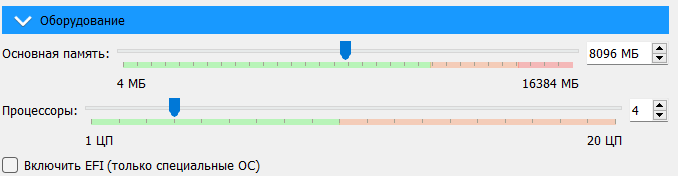 Оборудование
Основная память: 8096 МБ
4 МБ 16384 МБ
Процессоры: 4
1 ЦП 20 ЦП
Включить EFI (только специальные ОС)